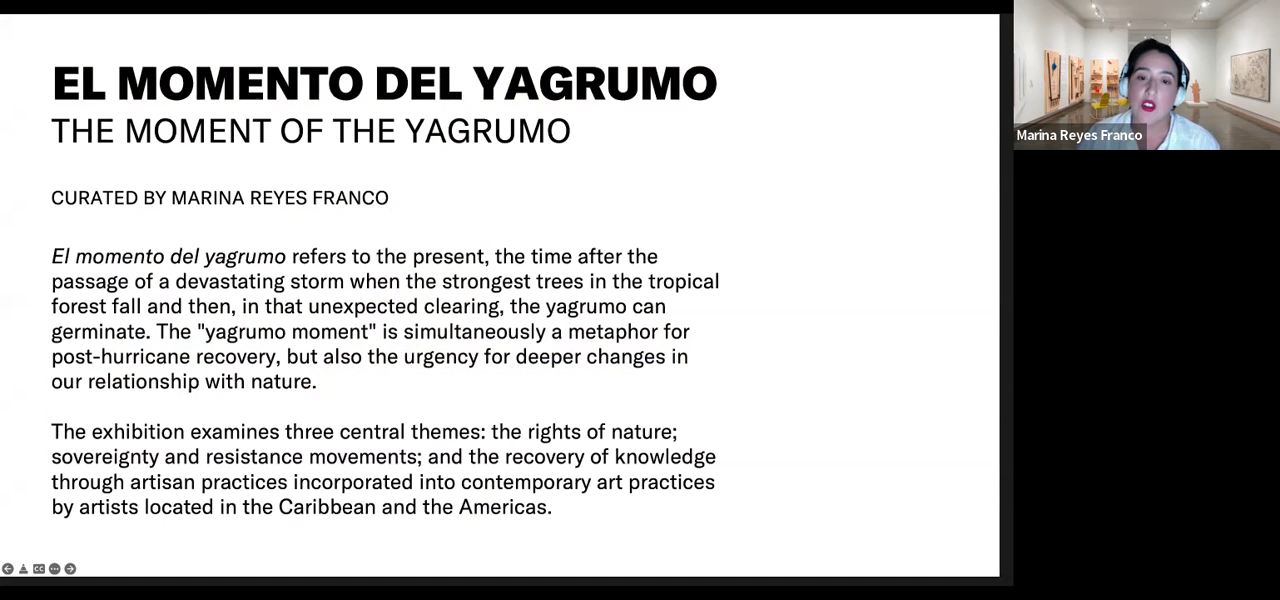 EL MOMENTO DEL YAGRUMO
THE MOMENT OF THE YAGRUMO
CURATED BY MARINA REYES FRANCO
El momento del yagrumo refers to the present, the time after the
passage of a devastating storm when the strongest trees in the tropical
forest fall and then, in that unexpected clearing, the yagrumo can
germinate. The "yagrumo moment" is simultaneously a metaphor for
post-hurricane recovery, but also the urgency for deeper changes in
our relationship with nature.
The exhibition examines three central themes: the rights of nature;
sovereignty and resistance movements; and the recovery of knowledge
through artisan practices incorporated into contemporary art practices
by artists located in the Caribbean and the Americas.
Marina Reyes Franco